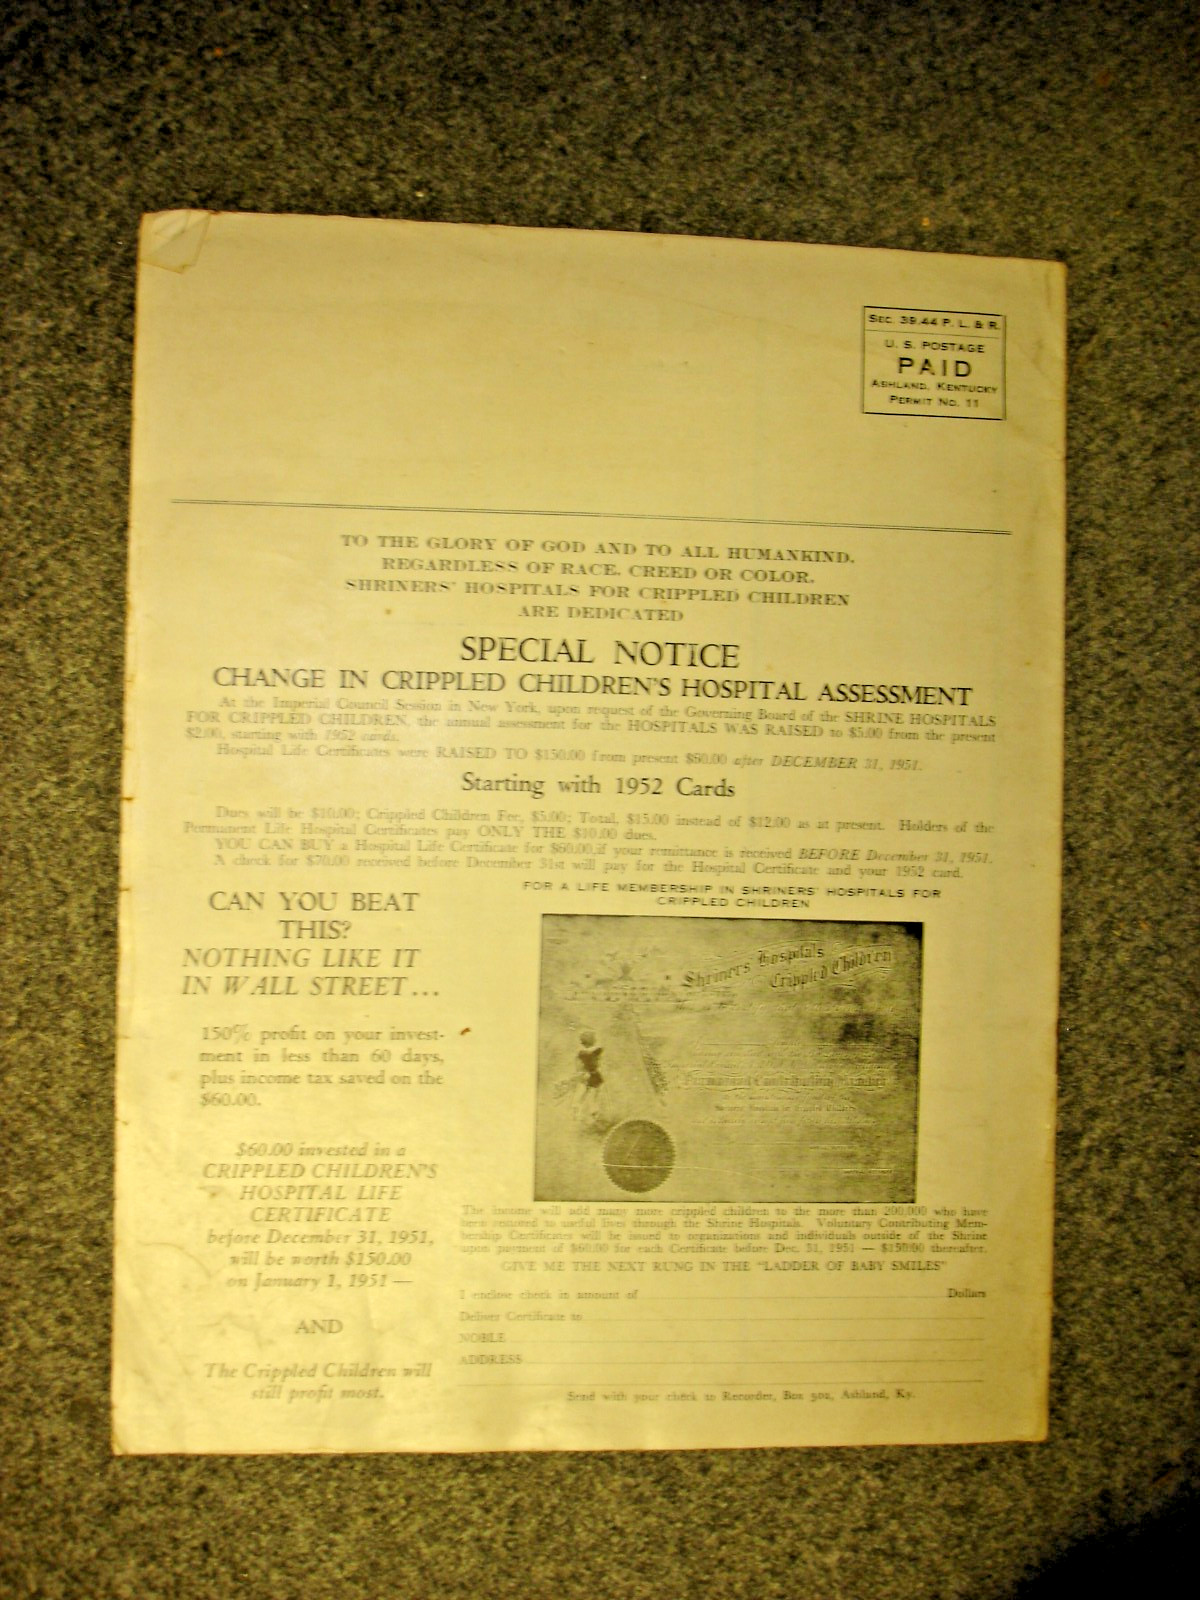 SEC. 39.44 P. L. & R.
U. S. POSTAGE
PAID
ASHLAND, KENTUCKY
PERMIT NO. 11
TO THE GLORY OF GOD AND TO ALL HUMANKIND,
REGARDLESS OF RACE, CREED OR COLOR,
SHRINERS' HOSPITALS FOR CRIPPLED CHILDREN
ARE DEDICATED
SPECIAL NOTICE
CHANGE IN CRIPPLED CHILDREN'S HOSPITAL ASSESSMENT
At the Imperial Council Session in New York, upon request of the Governing Board of the SHRINE HOSPITALS
FOR CRIPPLED CHILDREN, the annual assessment for the HOSPITALS WAS RAISED to $5.00 from the present
$2.00, starting with 1952 cards.
Hospital Life Certificates were RAISED TO $150.00 from present $60.00 after DECEMBER 31, 1951.
Starting with 1952 Cards
Dues will be $10.00; Crippled Children Fee, $5.00; Total, $15.00 instead of $12.00 as at present. Holders of the
Permanent Life Hospital Certificates pay ONLY THE $10.00 dues.
YOU CAN BUY a Hospital Life Certificate for $60.00,if your remittance is received BEFORE December 31, 1951.
A check for $70.00 received before December 31st will pay for the Hospital Certificate and your 1952 card.
CAN YOU BEAT
THIS?
NOTHING LIKE IT
IN WALL STREET...
150% profit on your invest-
ment in less than 60 days,
plus income tax saved on the
$60.00.
$60.00 invested in a
CRIPPLED CHILDREN'S
HOSPITAL LIFE
CERTIFICATE
before December 31, 1951,
will be worth $150.00
on January 1, 1951 —
AND
The Crippled Children will
still profit most.
FOR A LIFE MEMBERSHIP IN SHRINERS' HOSPITALS FOR
CRIPPLED CHILDREN
Shriners Hospitals
Crippled Children
Permanent Contributing Member
The income will add many more crippled children to the more than 200,000 who have
been restored to useful lives through the Shrine Hospitals. Voluntary Contributing Mem-
bership Certificates will be issued to organizations and individuals outside of the Shrine
upon payment of $60.00 for each Certificate before Dec. 31, 1951 — $150.00 thereafter.
GIVE ME THE NEXT RUNG IN THE "LADDER OF BABY SMILES"
I enclose check in amount of Dollars
Deliver Certificate to
NOBLE
ADDRESS
Send with your check to Recorder, Box 502, Ashland, Ky.